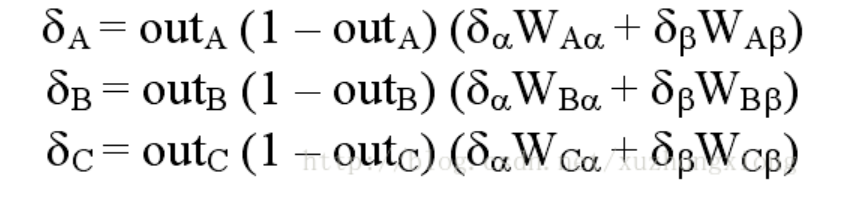 δA = outA (1 – outA) (δαWAα + δβWAβ)
δB = outB (1 – outB) (δαWBα + δβWBβ)
δC = outC (1 – outC) (δαWCα + δβWCβ)